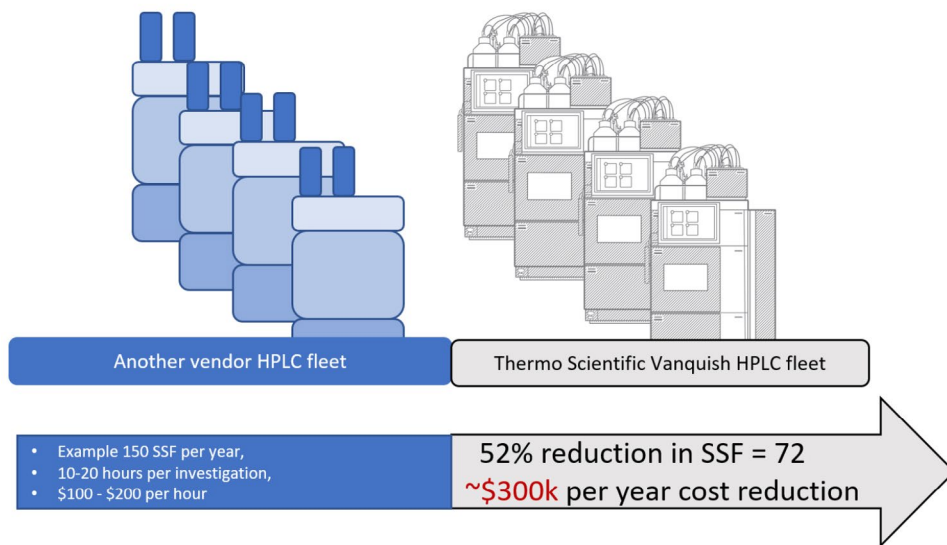 Another vendor HPLC fleet
Thermo Scientific Vanquish HPLC fleet
• Example 150 SSF per year,
• 10-20 hours per investigation,
• $100 - $200 per hour
52% reduction in SSF = 72
~$300k per year cost reduction